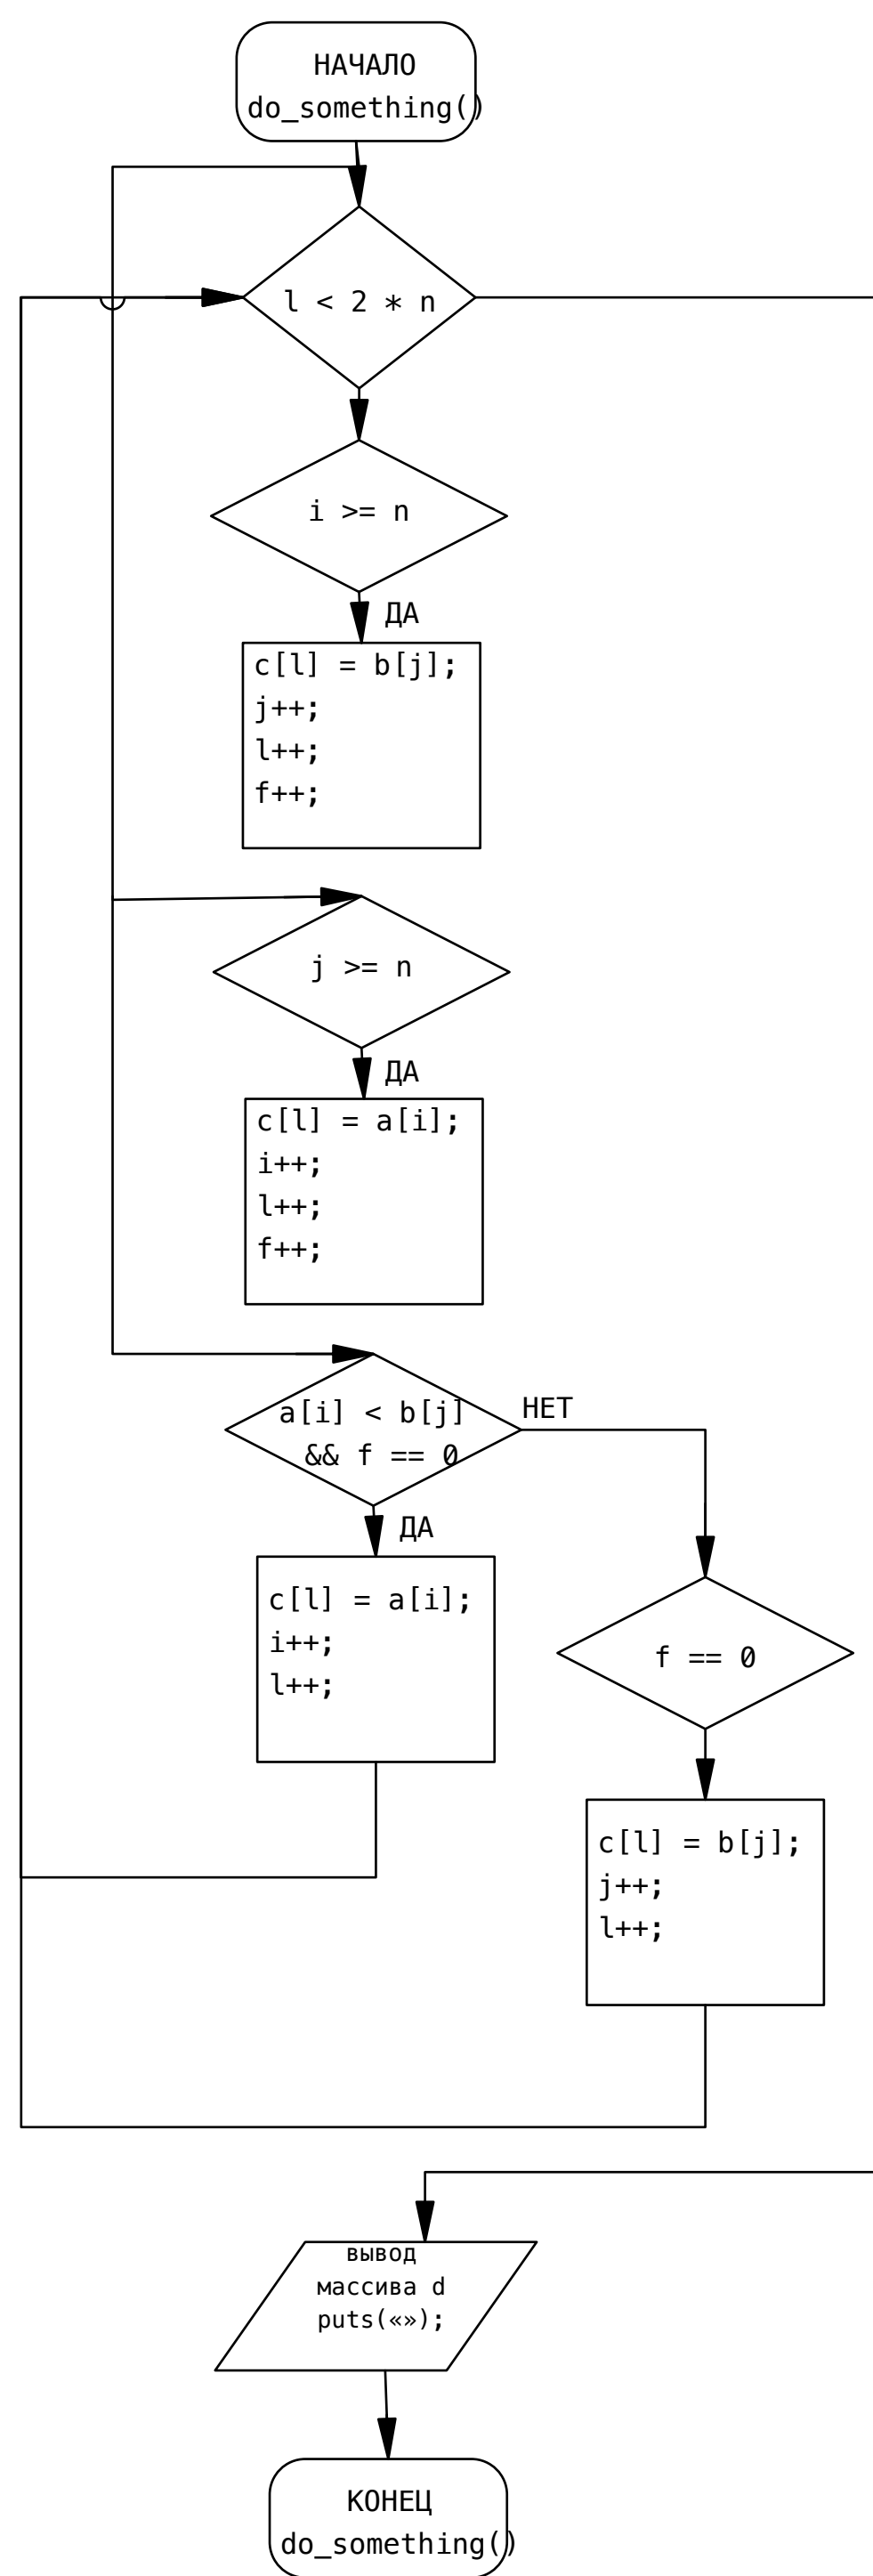 НАЧАЛО
do_something()
l < 2 * n
i >= n
ДА
c[l] = b[j];
j++;
l++;
f++;
j >= n
ДА
c[l] = a[i];
i++;
l++;
f++;
a[i] < b[j]
&& f == 0
НЕТ
ДА
c[l] = a[i];
i++;
l++;
f == 0
c[l] = b[j];
j++;
l++;
вывод
массива d
puts(«»);
КОНЕЦ
do_something()